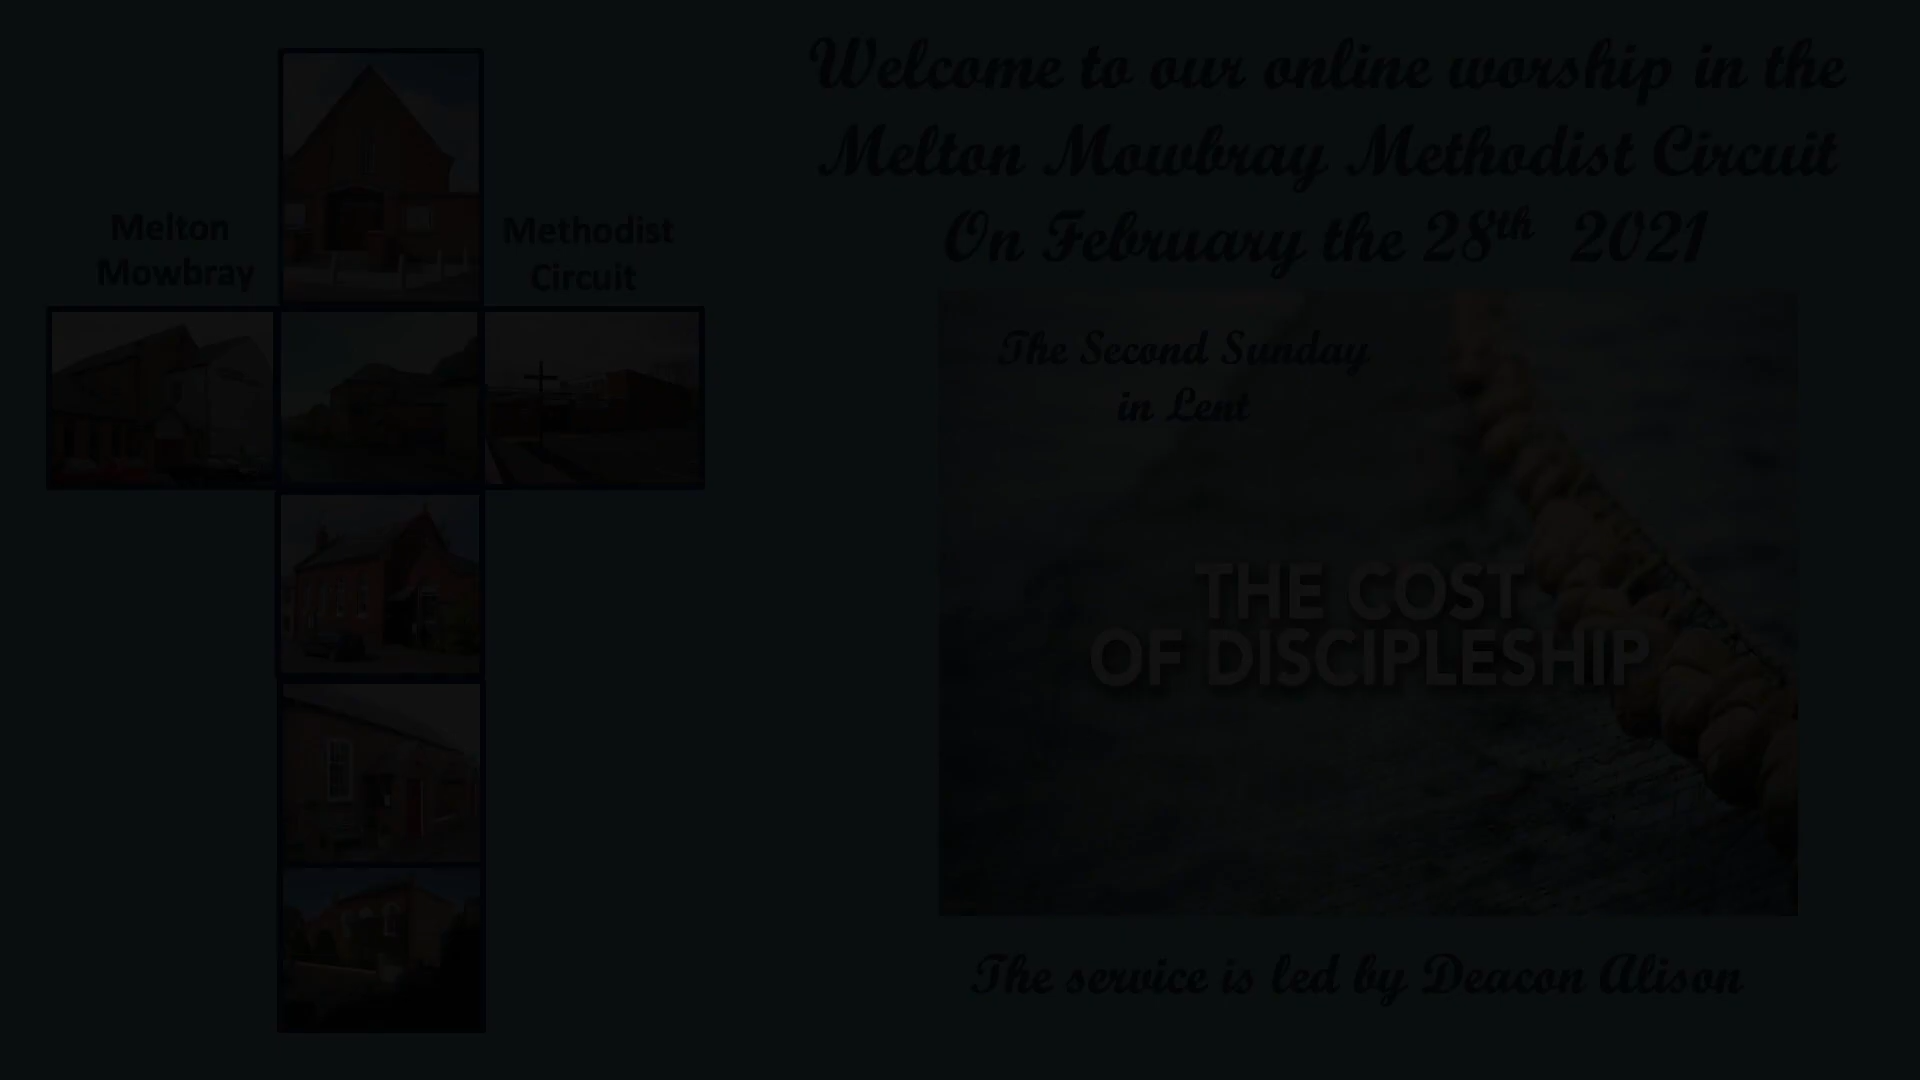 Welcome to our online worship in the
Melton Mowbray Methodist Circuit
On February the 28th 2021
Melton
Mowbray
Methodist
Circuit
The Second Sunday
in Lent
THE COST
OF DISCIPLESHIP
The service is led by Deacon Alison